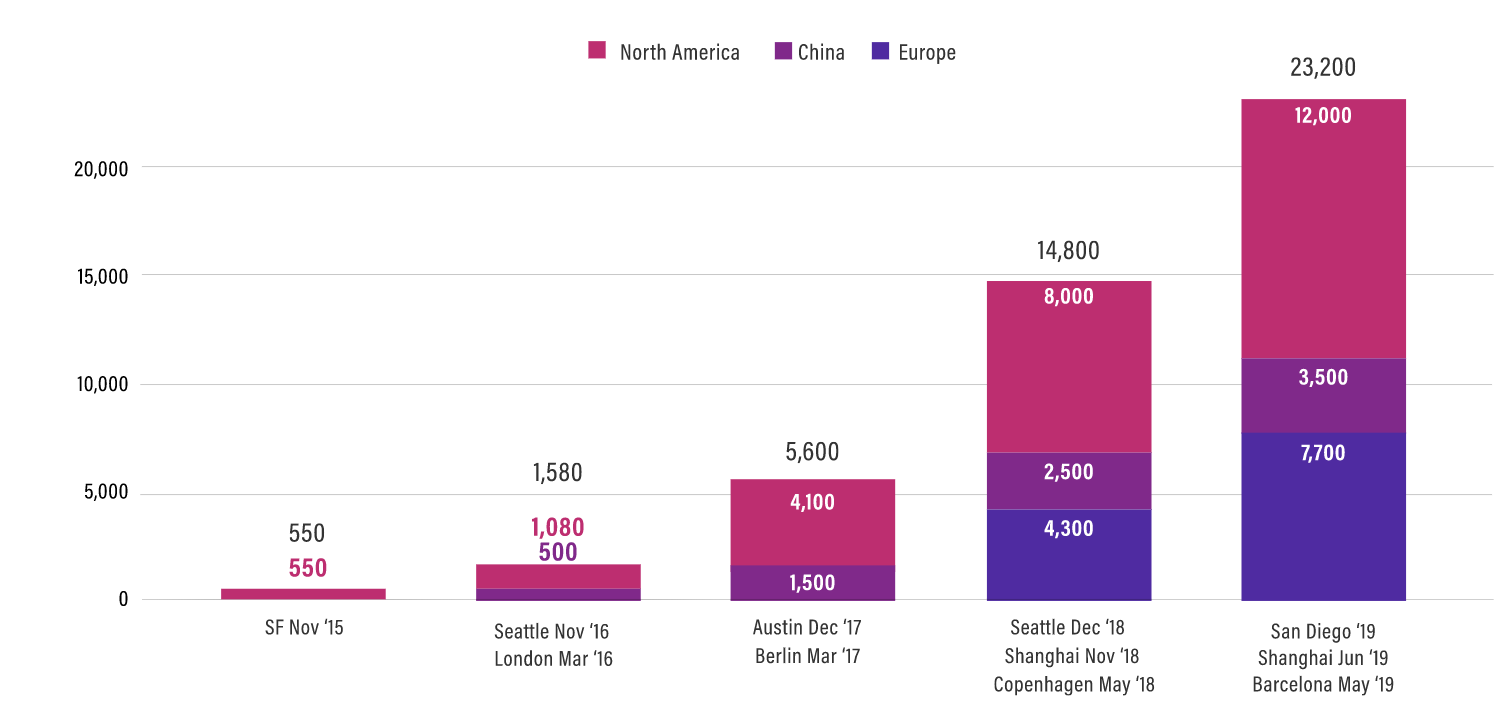 North America China Europe
23,200
12,000
20,000
14,800
15,000
8,000
3,500
10,000
7,700
5,600
1,580
2,500
5,000
4,100
1,080
4,300
550
500
550
1,500
0
SF Nov ‘15
Seattle Nov ‘16
London Mar ‘16
Austin Dec ‘17
Berlin Mar ‘17
Seattle Dec ‘18
Shanghai Nov ‘18
Copenhagen May ‘18
San Diego ‘19
Shanghai Jun ‘19
Barcelona May ‘19